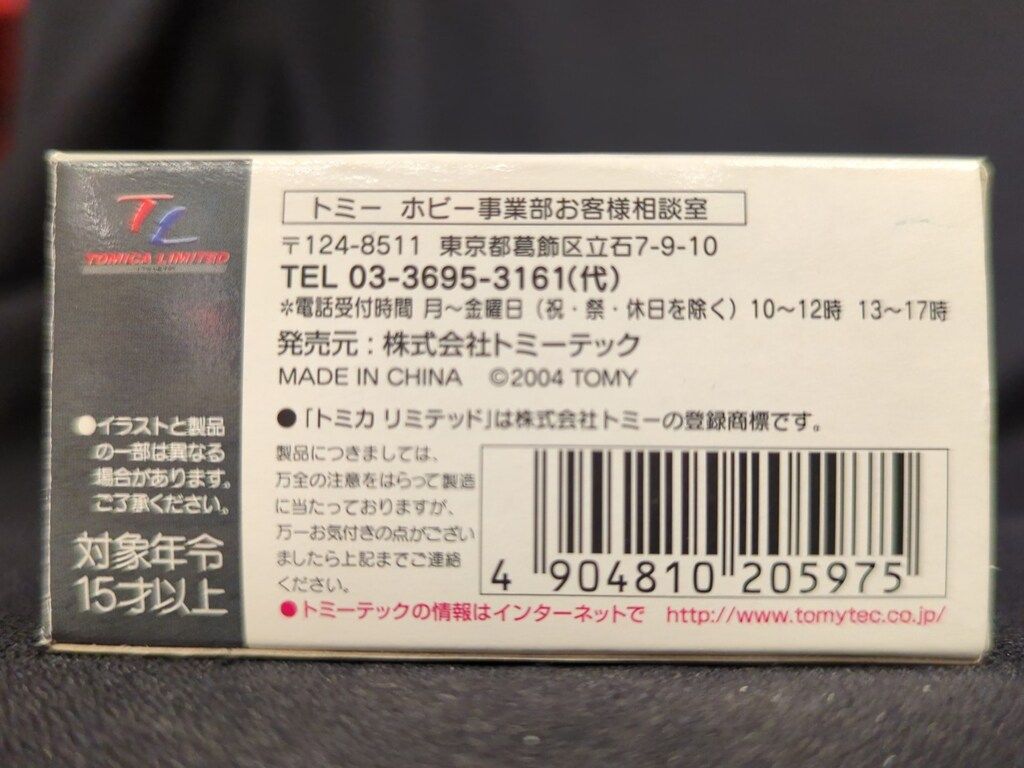 TL
TOMICA LIMITED
●イラストと製品
の一部は異なる
場合があります。
ご了承ください。
対象年令
15才以上
トミー ホビー事業部お客様相談室
〒124-8511 東京都葛飾区立石7-9-10
TEL 03-3695-3161(代)
*電話受付時間 月〜金曜日（祝・祭・休日を除く）10〜12時 13〜17時
発売元：株式会社トミーテック
MADE IN CHINA ©2004 TOMY
●「トミカ リミテッド」は株式会社トミーの登録商標です。
製品につきましては、
万全の注意をはらって製造
に当たっておりますが、
万一お気付きの点がござい
ましたら上記までご連絡
ください。
4 904810 205975
●トミーテックの情報はインターネットで http://www.tomytec.co.jp/